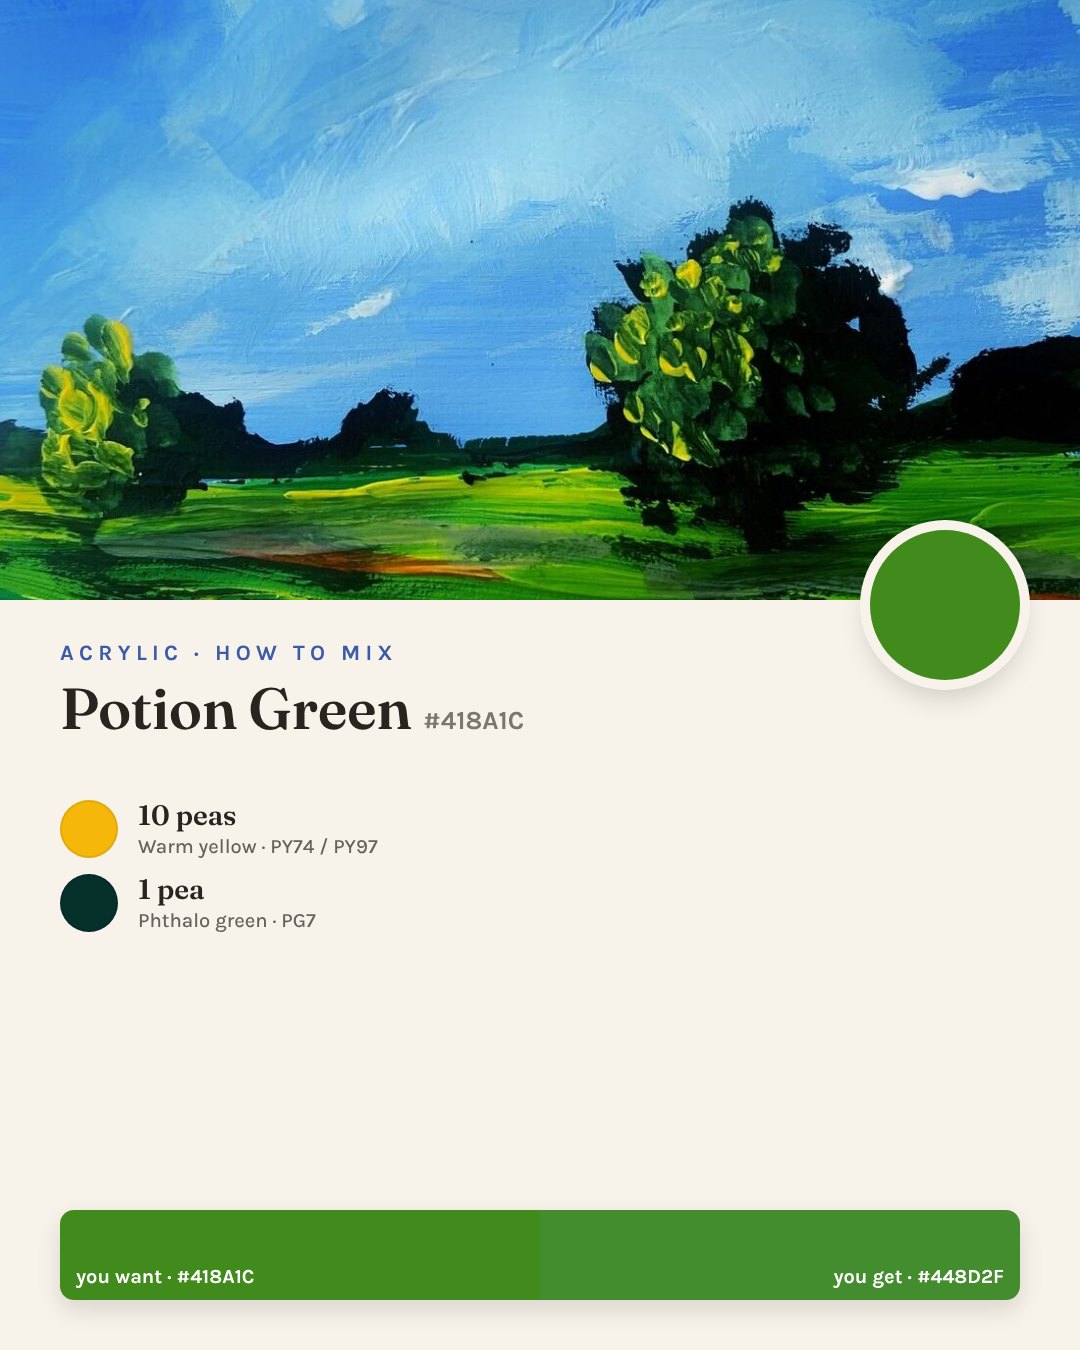 ACRYLIC · HOW TO MIX
Potion Green #418A1C
10 peas
Warm yellow · PY74 / PY97
1 pea
Phthalo green · PG7
you want · #418A1C
you get · #448D2F